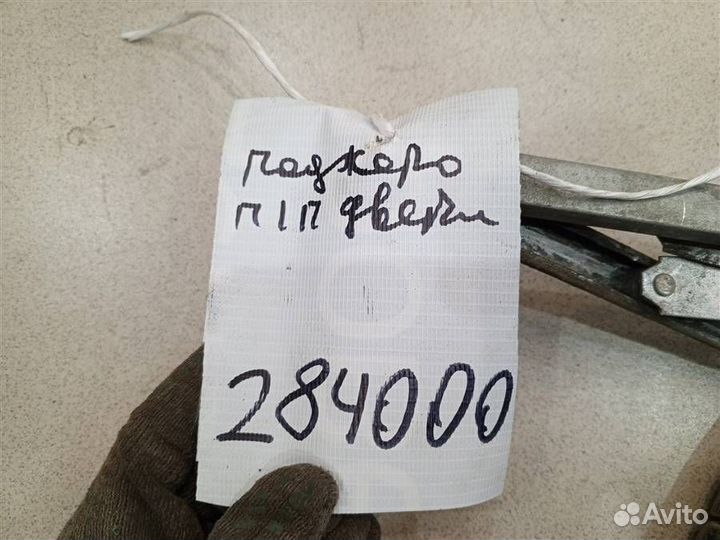 паджеро
п/п двери
284000
Avito